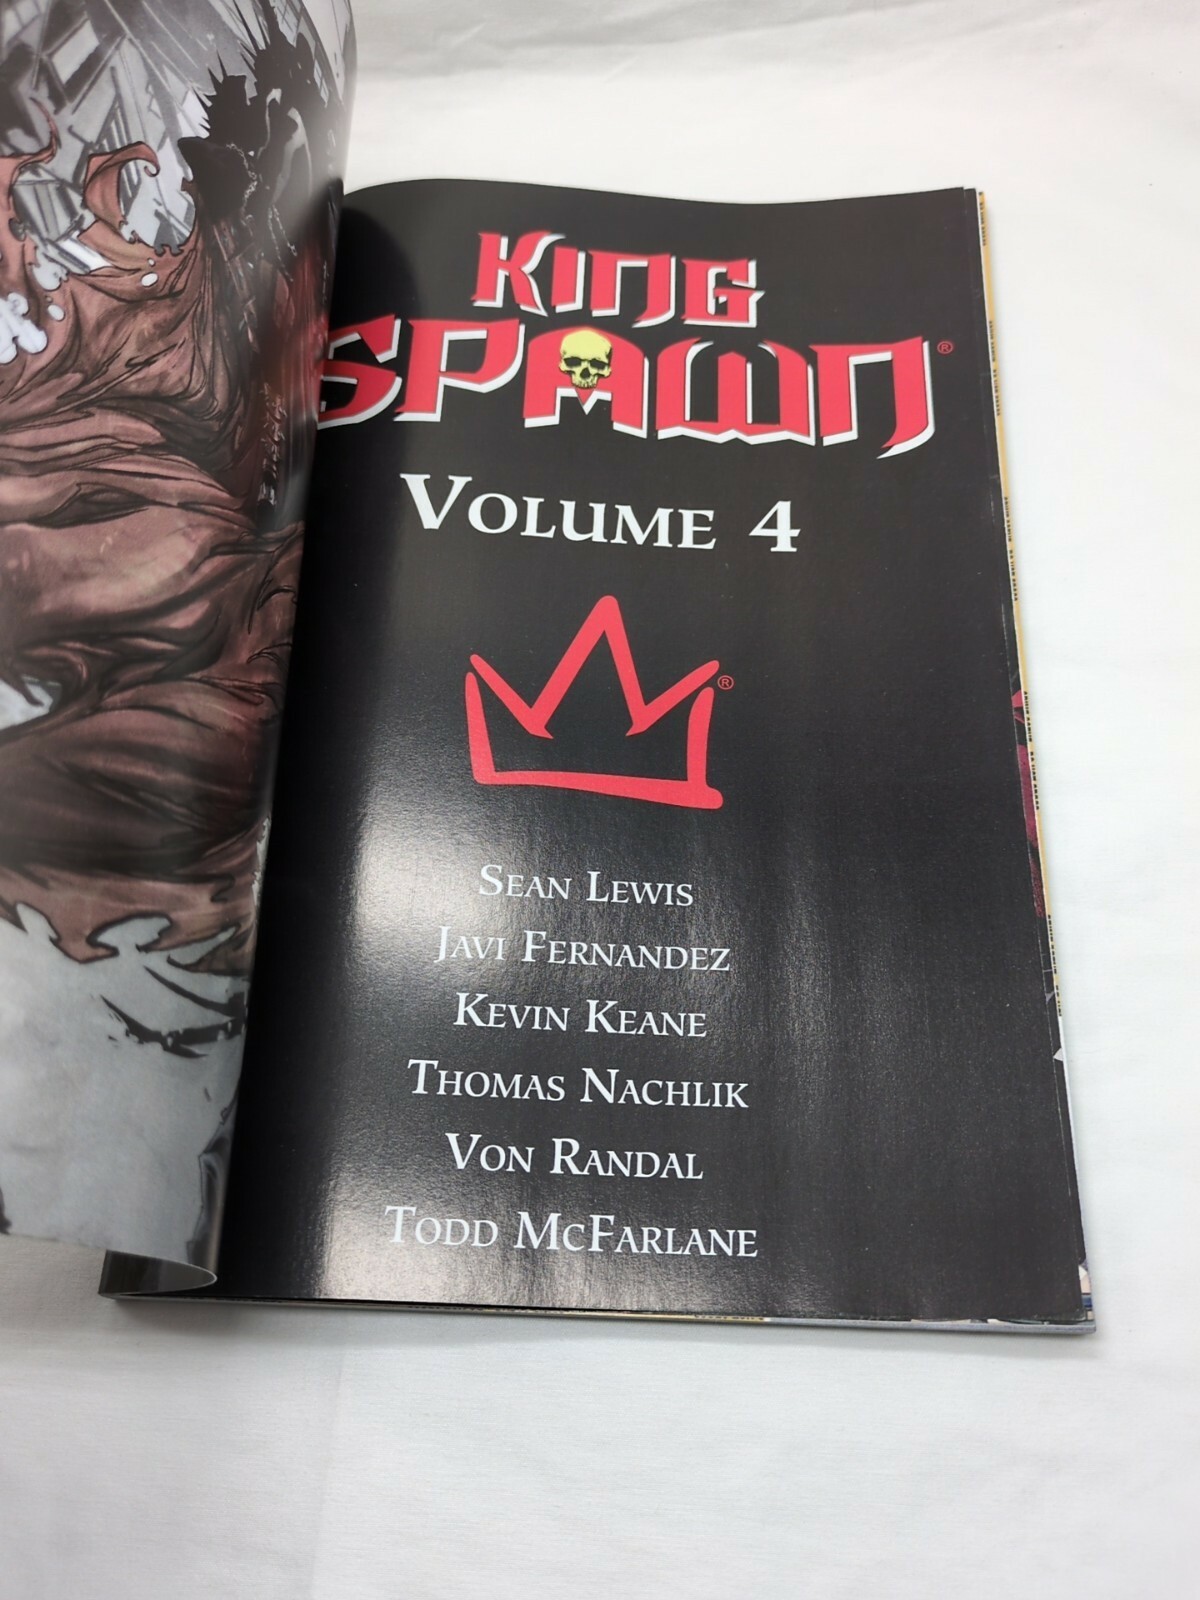 KING
SPAWN®
VOLUME 4
®
SEAN LEWIS
JAVI FERNANDEZ
KEVIN KEANE
THOMAS NACHLIK
VON RANDAL
TODD MCFARLANE